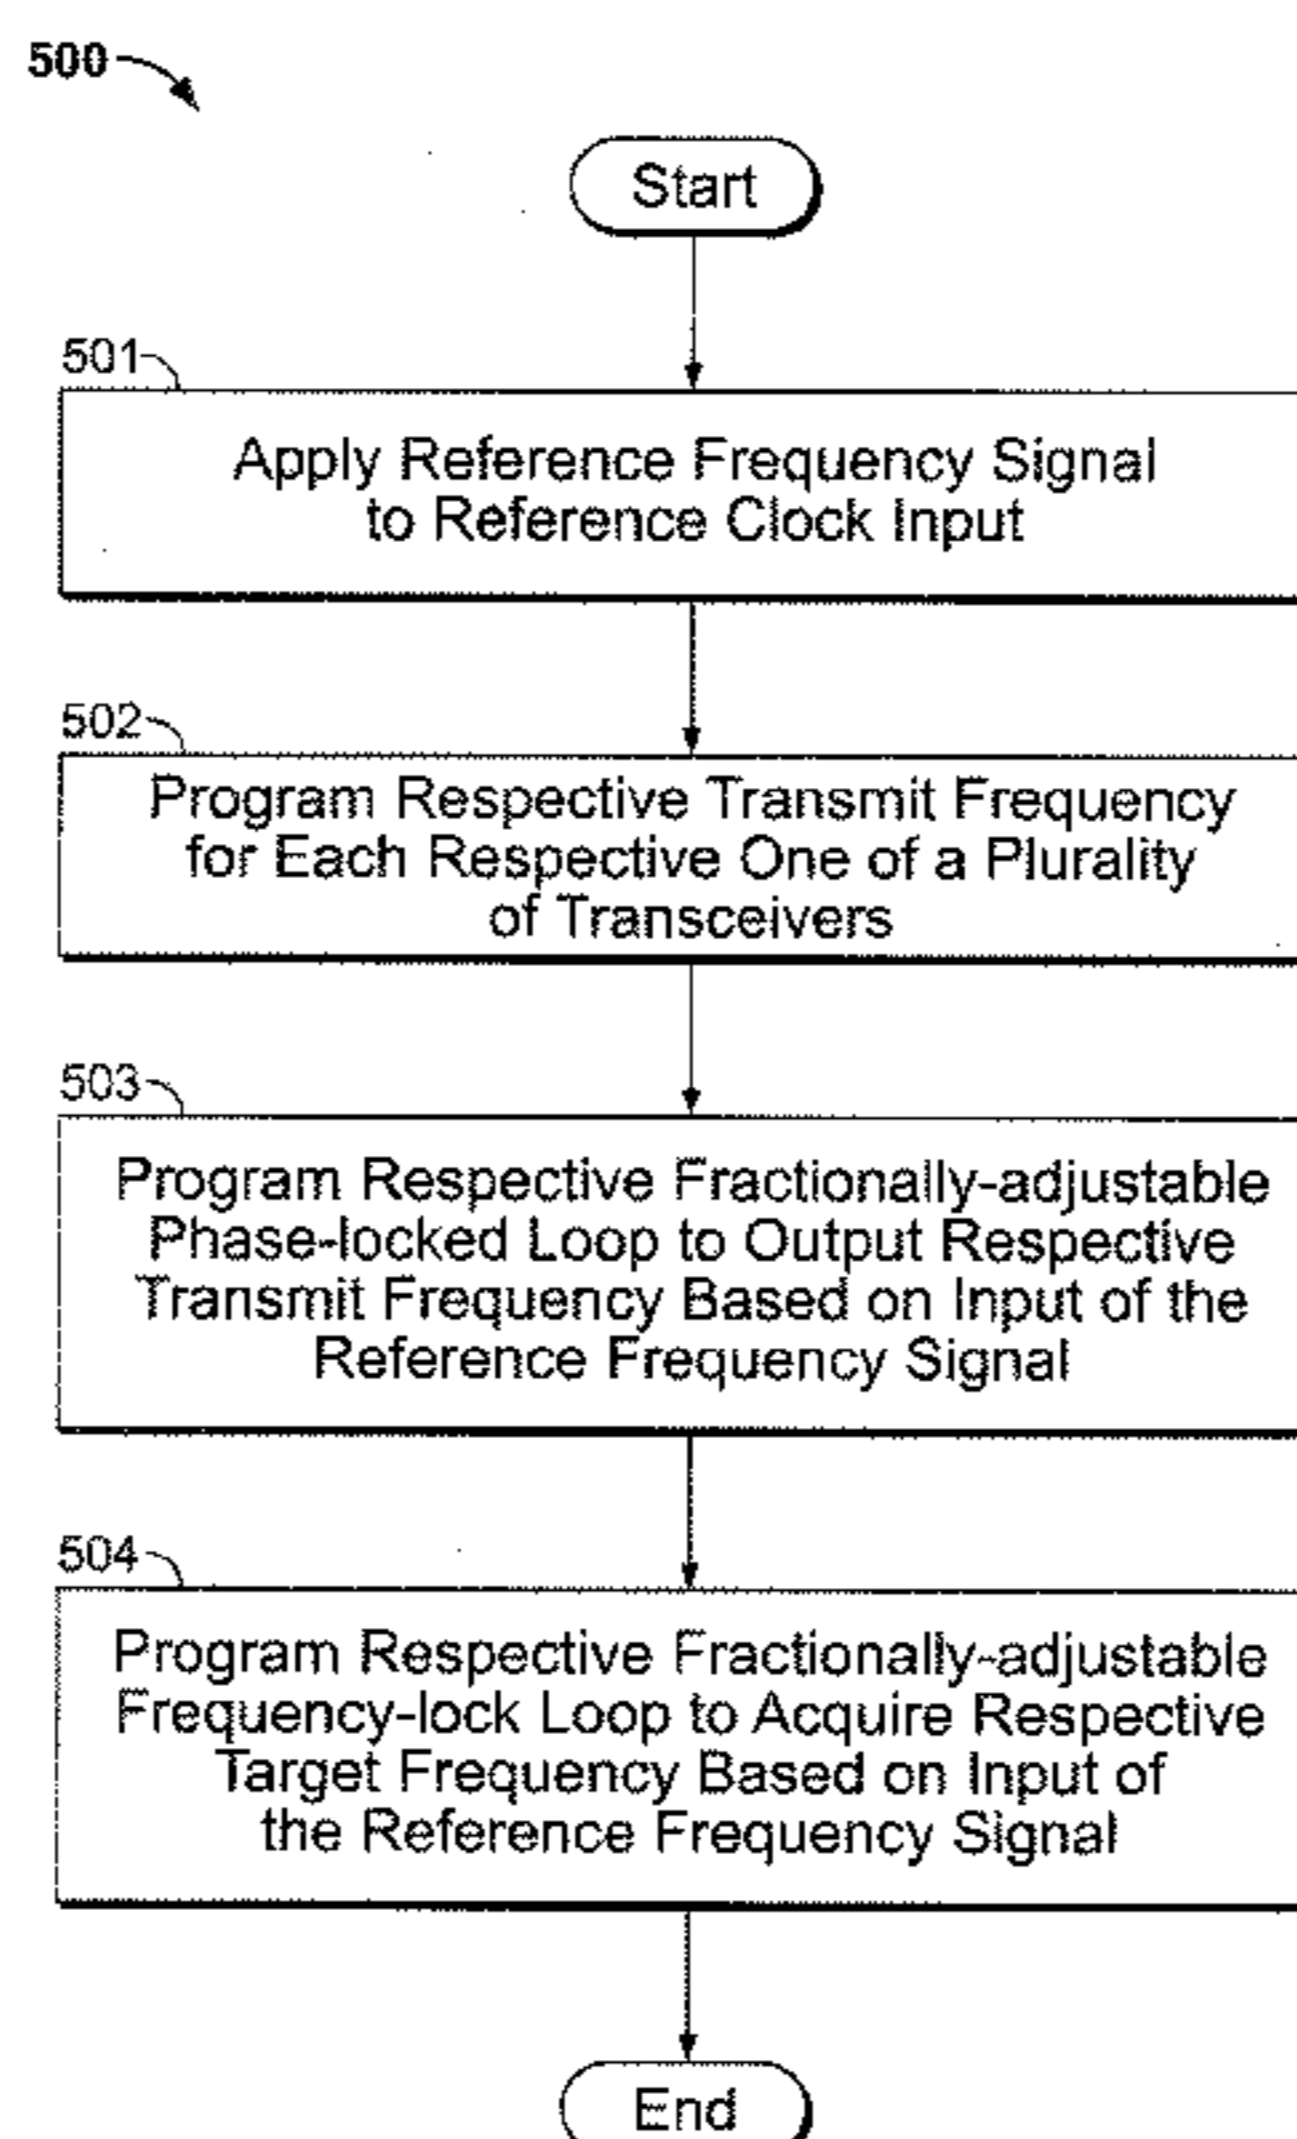 500
Start
501
Apply Reference Frequency Signal
to Reference Clock Input
502
Program Respective Transmit Frequency
for Each Respective One of a Plurality
of Transceivers
503
Program Respective Fractionally-adjustable
Phase-locked Loop to Output Respective
Transmit Frequency Based on Input of the
Reference Frequency Signal
504
Program Respective Fractionally-adjustable
Frequency-lock Loop to Acquire Respective
Target Frequency Based on Input of
the Reference Frequency Signal
End